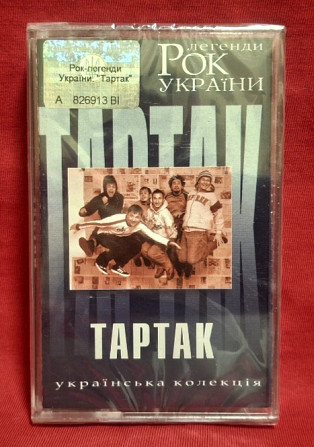 Рок-легенди
України. "Тартак"
А 826913 ВІ
легенди
РОК
УКРАЇНИ
ТАРТАК
ТАРТАК
українська колекція